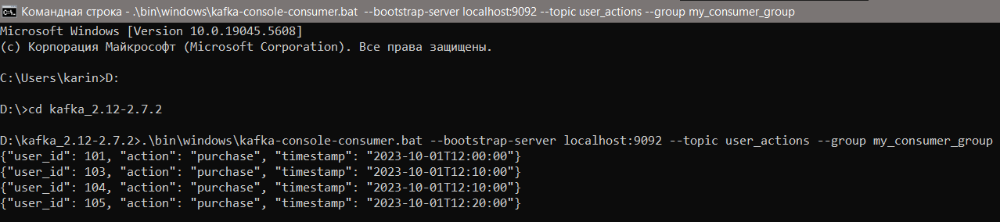 Командная строка - .\bin\windows\kafka-console-consumer.bat --bootstrap-server localhost:9092 --topic user_actions --group my_consumer_group
Microsoft Windows [Version 10.0.19045.5608]
(c) Корпорация Майкрософт (Microsoft Corporation). Все права защищены.
C:\Users\karin>D:
D:\>cd kafka_2.12-2.7.2
D:\kafka_2.12-2.7.2>.\bin\windows\kafka-console-consumer.bat --bootstrap-server localhost:9092 --topic user_actions --group my_consumer_group
{"user_id": 101, "action": "purchase", "timestamp": "2023-10-01T12:00:00"}
{"user_id": 103, "action": "purchase", "timestamp": "2023-10-01T12:10:00"}
{"user_id": 104, "action": "purchase", "timestamp": "2023-10-01T12:10:00"}
{"user_id": 105, "action": "purchase", "timestamp": "2023-10-01T12:20:00"}